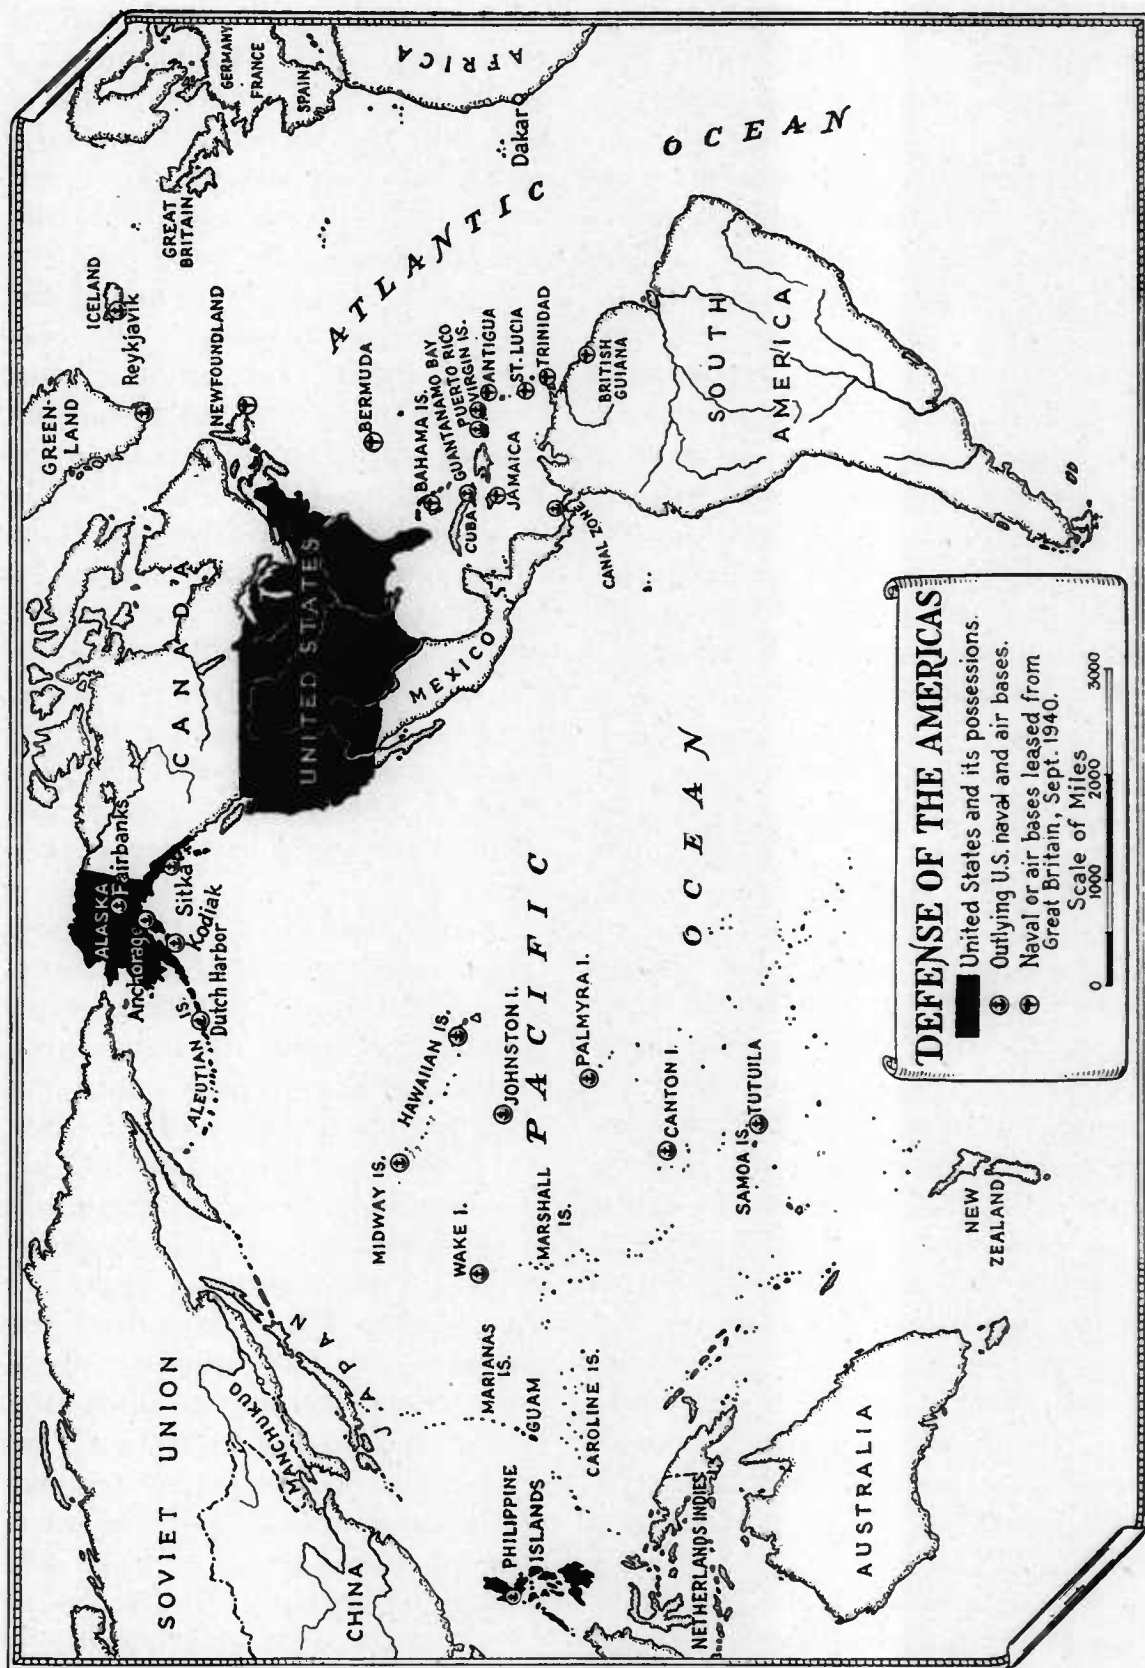 SOVIET UNION
MANCHUKUO
CHINA
JAPAN
ALEUTIAN IS.
Dutch Harbor
ALASKA
Fairbanks
Anchorage
Sitka
Kodiak
CANADA
GREEN-
LAND
ICELAND
Reykjavik
NEWFOUNDLAND
GREAT
BRITAIN
GERMANY
FRANCE
SPAIN
AFRICA
Dakar
UNITED STATES
MEXICO
ATLANTIC
OCEAN
BERMUDA
BAHAMA IS.
GUANTANAMO BAY
PUERTO RICO
VIRGIN IS.
ANTIGUA
ST. LUCIA
TRINIDAD
CUBA
JAMAICA
CANAL ZONE
BRITISH
GUIANA
SOUTH
AMERICA
MIDWAY IS.
HAWAIIAN IS.
WAKE I.
JOHNSTON I.
PACIFIC
OCEAN
MARSHALL
IS.
PALMYRA I.
MARIANAS
IS.
GUAM
CAROLINE IS.
PHILIPPINE
ISLANDS
CANTON I.
SAMOA IS.
TUTUILA
NETHERLANDS INDIES
AUSTRALIA
NEW
ZEALAND
DEFENSE OF THE AMERICAS
United States and its possessions.
Outlying U.S. naval and air bases.
Naval or air bases leased from
Great Britain, Sept. 1940.
Scale of Miles
0 1000 2000 3000